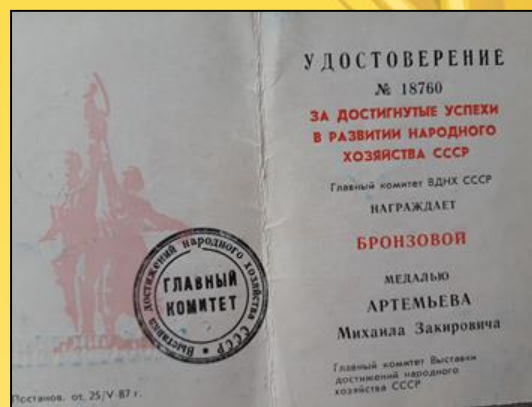 ВЫСТАВКА ДОСТИЖЕНИЙ НАРОДНОГО ХОЗЯЙСТВА СССР
ГЛАВНЫЙ
КОМИТЕТ
Постанов. от. 25/V-87 г.
УДОСТОВЕРЕНИЕ
№ 18760
ЗА ДОСТИГНУТЫЕ УСПЕХИ
В РАЗВИТИИ НАРОДНОГО
ХОЗЯЙСТВА СССР
Главный комитет ВДНХ СССР
НАГРАЖДАЕТ
БРОНЗОВОЙ
МЕДАЛЬЮ
АРТЕМЬЕВА
Михаила Закировича
Главный комитет Выставки
достижений народного
хозяйства СССР